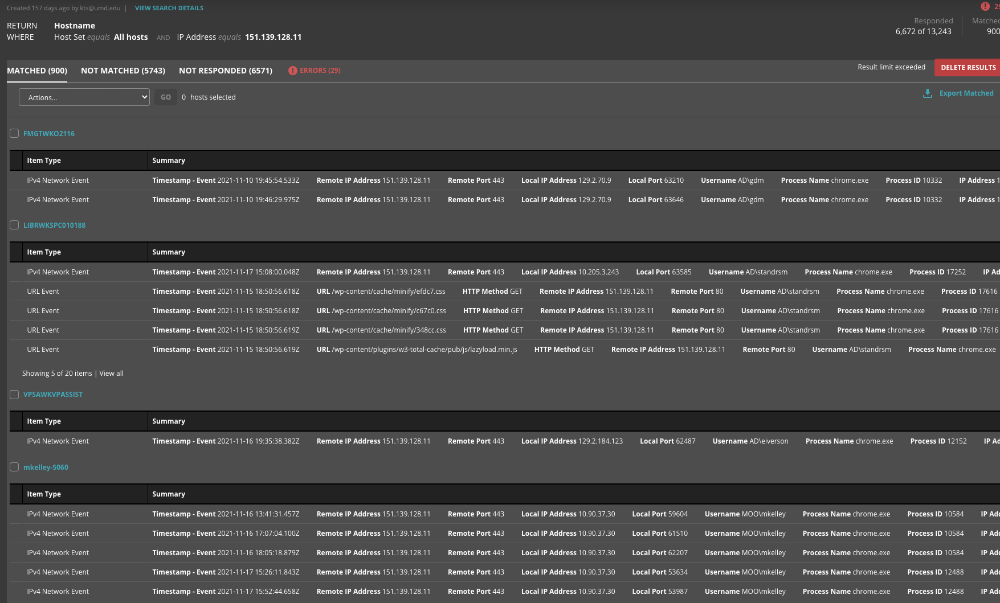 Created 157 days ago by kts@umd.edu | VIEW SEARCH DETAILS
RETURN Hostname
WHERE Host Set equals All hosts AND IP Address equals 151.139.128.11
Responded Matched
6,672 of 13,243 900
MATCHED (900) NOT MATCHED (5743) NOT RESPONDED (6571) ERRORS (29) Result limit exceeded DELETE RESULTS
Actions... GO 0 hosts selected Export Matched
FMGTWKO2116
Item Type Summary
IPv4 Network Event Timestamp - Event 2021-11-10 19:45:54.533Z Remote IP Address 151.139.128.11 Remote Port 443 Local IP Address 129.2.70.9 Local Port 63210 Username AD\gdm Process Name chrome.exe Process ID 10332 IP Address 1
IPv4 Network Event Timestamp - Event 2021-11-10 19:46:29.975Z Remote IP Address 151.139.128.11 Remote Port 443 Local IP Address 129.2.70.9 Local Port 63646 Username AD\gdm Process Name chrome.exe Process ID 10332 IP Address 1
LIBRWKSPC010188
Item Type Summary
IPv4 Network Event Timestamp - Event 2021-11-17 15:08:00.048Z Remote IP Address 151.139.128.11 Remote Port 443 Local IP Address 10.205.3.243 Local Port 63585 Username AD\standrsm Process Name chrome.exe Process ID 17252 IP Ad
URL Event Timestamp - Event 2021-11-15 18:50:56.618Z URL /wp-content/cache/minify/efdc7.css HTTP Method GET Remote IP Address 151.139.128.11 Remote Port 80 Username AD\standrsm Process Name chrome.exe Process ID 17616
URL Event Timestamp - Event 2021-11-15 18:50:56.618Z URL /wp-content/cache/minify/c67c0.css HTTP Method GET Remote IP Address 151.139.128.11 Remote Port 80 Username AD\standrsm Process Name chrome.exe Process ID 17616
URL Event Timestamp - Event 2021-11-15 18:50:56.619Z URL /wp-content/cache/minify/348cc.css HTTP Method GET Remote IP Address 151.139.128.11 Remote Port 80 Username AD\standrsm Process Name chrome.exe Process ID 17616
URL Event Timestamp - Event 2021-11-15 18:50:56.619Z URL /wp-content/plugins/w3-total-cache/pub/js/lazyload.min.js HTTP Method GET Remote IP Address 151.139.128.11 Remote Port 80 Username AD\standrsm Process Name chrome.exe
Showing 5 of 20 items | View all
VPSAWKVPASSIST
Item Type Summary
IPv4 Network Event Timestamp - Event 2021-11-16 19:35:38.382Z Remote IP Address 151.139.128.11 Remote Port 443 Local IP Address 129.2.184.123 Local Port 62487 Username AD\eiverson Process Name chrome.exe Process ID 12152 IP Ad
mkelley-5060
Item Type Summary
IPv4 Network Event Timestamp - Event 2021-11-16 13:41:31.457Z Remote IP Address 151.139.128.11 Remote Port 443 Local IP Address 10.90.37.30 Local Port 59604 Username MOO\mkelley Process Name chrome.exe Process ID 10584 IP Add
IPv4 Network Event Timestamp - Event 2021-11-16 17:07:04.100Z Remote IP Address 151.139.128.11 Remote Port 443 Local IP Address 10.90.37.30 Local Port 61510 Username MOO\mkelley Process Name chrome.exe Process ID 10584 IP Add
IPv4 Network Event Timestamp - Event 2021-11-16 18:05:18.879Z Remote IP Address 151.139.128.11 Remote Port 443 Local IP Address 10.90.37.30 Local Port 62207 Username MOO\mkelley Process Name chrome.exe Process ID 10584 IP Add
IPv4 Network Event Timestamp - Event 2021-11-17 15:26:11.843Z Remote IP Address 151.139.128.11 Remote Port 443 Local IP Address 10.90.37.30 Local Port 53634 Username MOO\mkelley Process Name chrome.exe Process ID 12488 IP Add
IPv4 Network Event Timestamp - Event 2021-11-17 15:52:44.658Z Remote IP Address 151.139.128.11 Remote Port 443 Local IP Address 10.90.37.30 Local Port 53987 Username MOO\mkelley Process Name chrome.exe Process ID 12488 IP Add